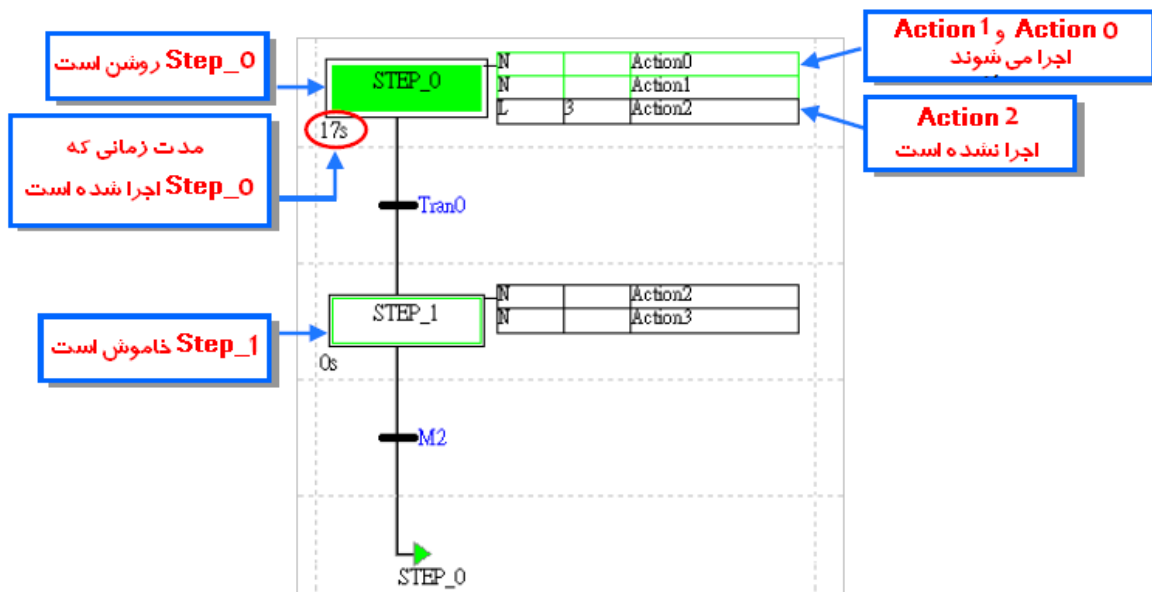 Step_0 روشن است
مدت زمانی که
Step_0 اجرا شده است
Step_1 خاموش است
STEP_0
17s
N Action0
N Action1
L 3 Action2
Tran0
STEP_1
0s
N Action2
N Action3
M2
STEP_0
Action 0 و Action 1
اجرا می شوند
Action 2
اجرا نشده است